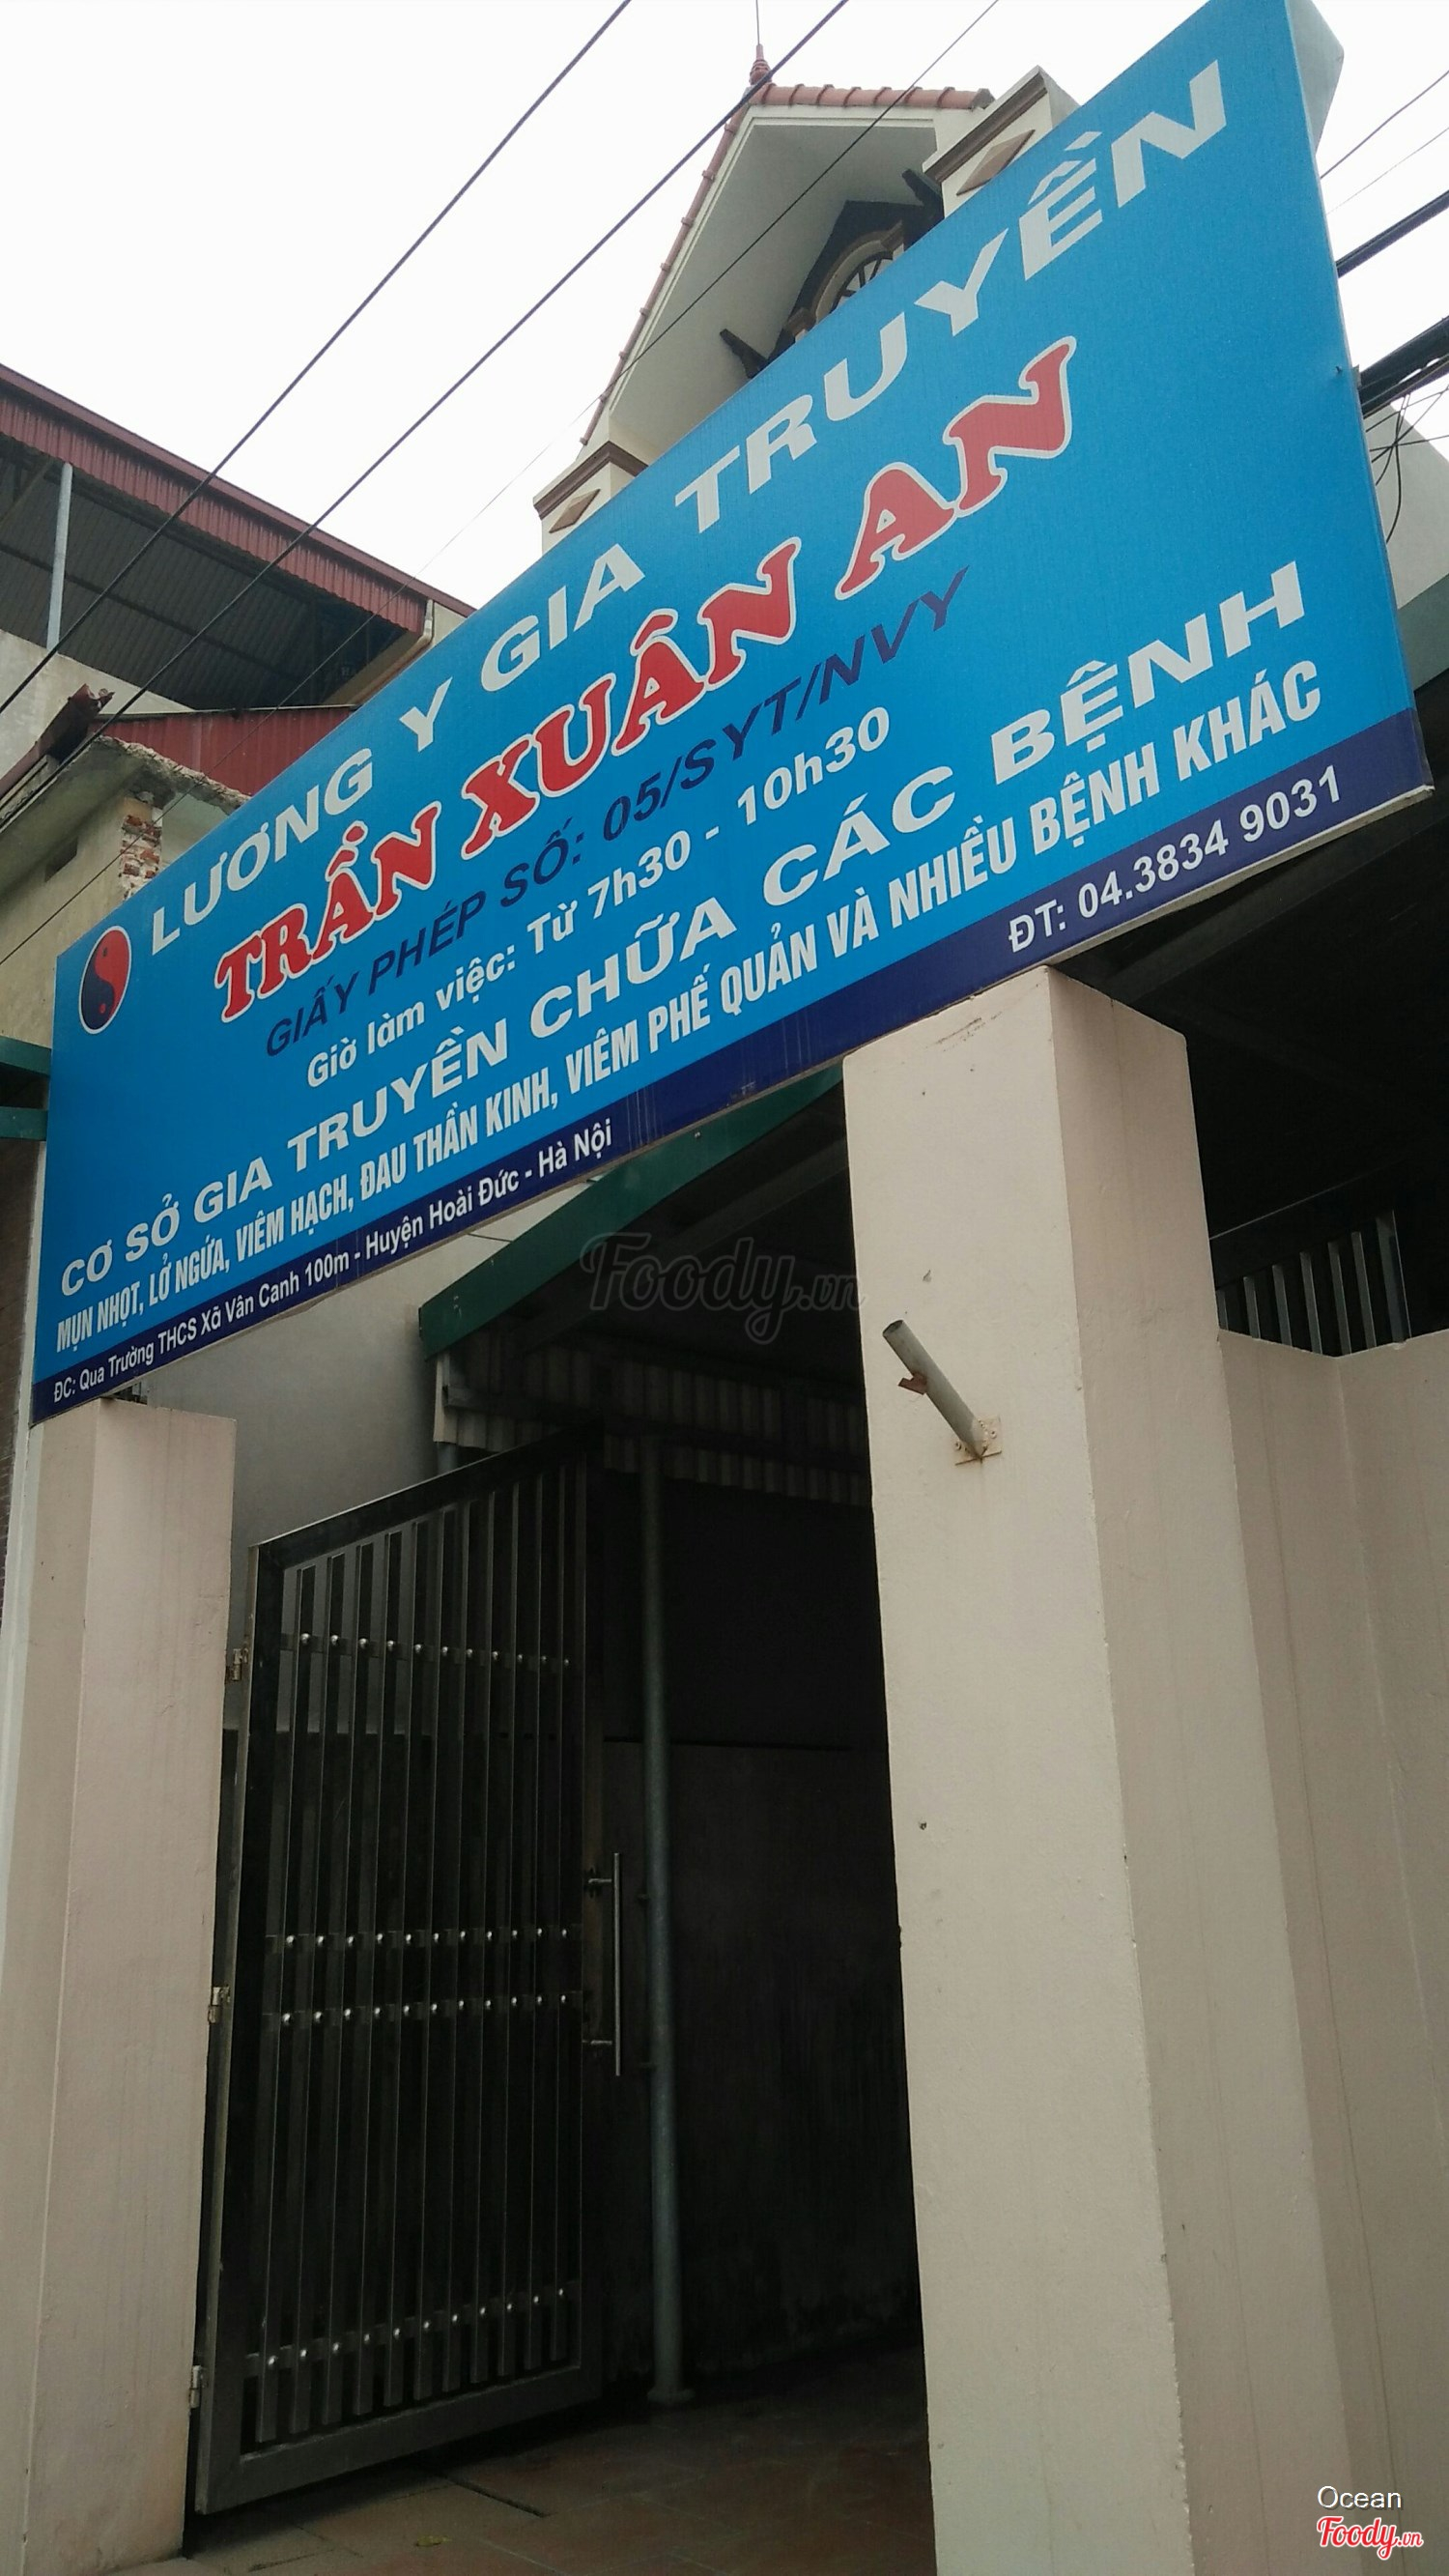 LƯƠNG Y GIA TRUYỀN
TRẦN XUÂN AN
GIẤY PHÉP SỐ: 05/SYT/NVY
Giờ làm việc: Từ 7h30 - 10h30
CƠ SỞ GIA TRUYỀN CHỮA CÁC BỆNH
MỤN NHỌT, LỞ NGỨA, VIÊM HẠCH, ĐAU THẦN KINH, VIÊM PHẾ QUẢN VÀ NHIỀU BỆNH KHÁC
ĐC: Qua Trường THCS Xã Vân Canh 100m - Huyện Hoài Đức - Hà Nội
ĐT: 04.3834 9031
Foody.vn
Ocean
Foody.vn